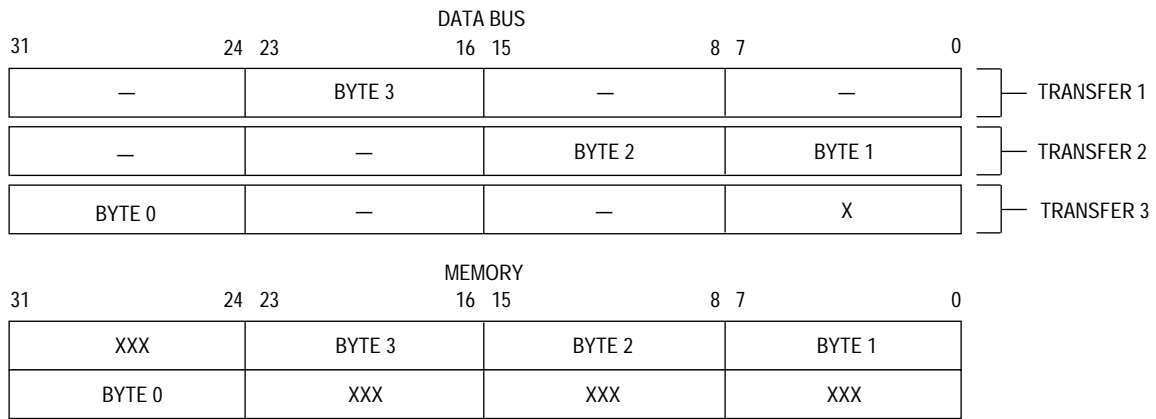 DATA BUS
31 24 23 16 15 8 7 0
— BYTE 3 — — TRANSFER 1
— — BYTE 2 BYTE 1 TRANSFER 2
BYTE 0 — — X TRANSFER 3
MEMORY
31 24 23 16 15 8 7 0
XXX BYTE 3 BYTE 2 BYTE 1
BYTE 0 XXX XXX XXX